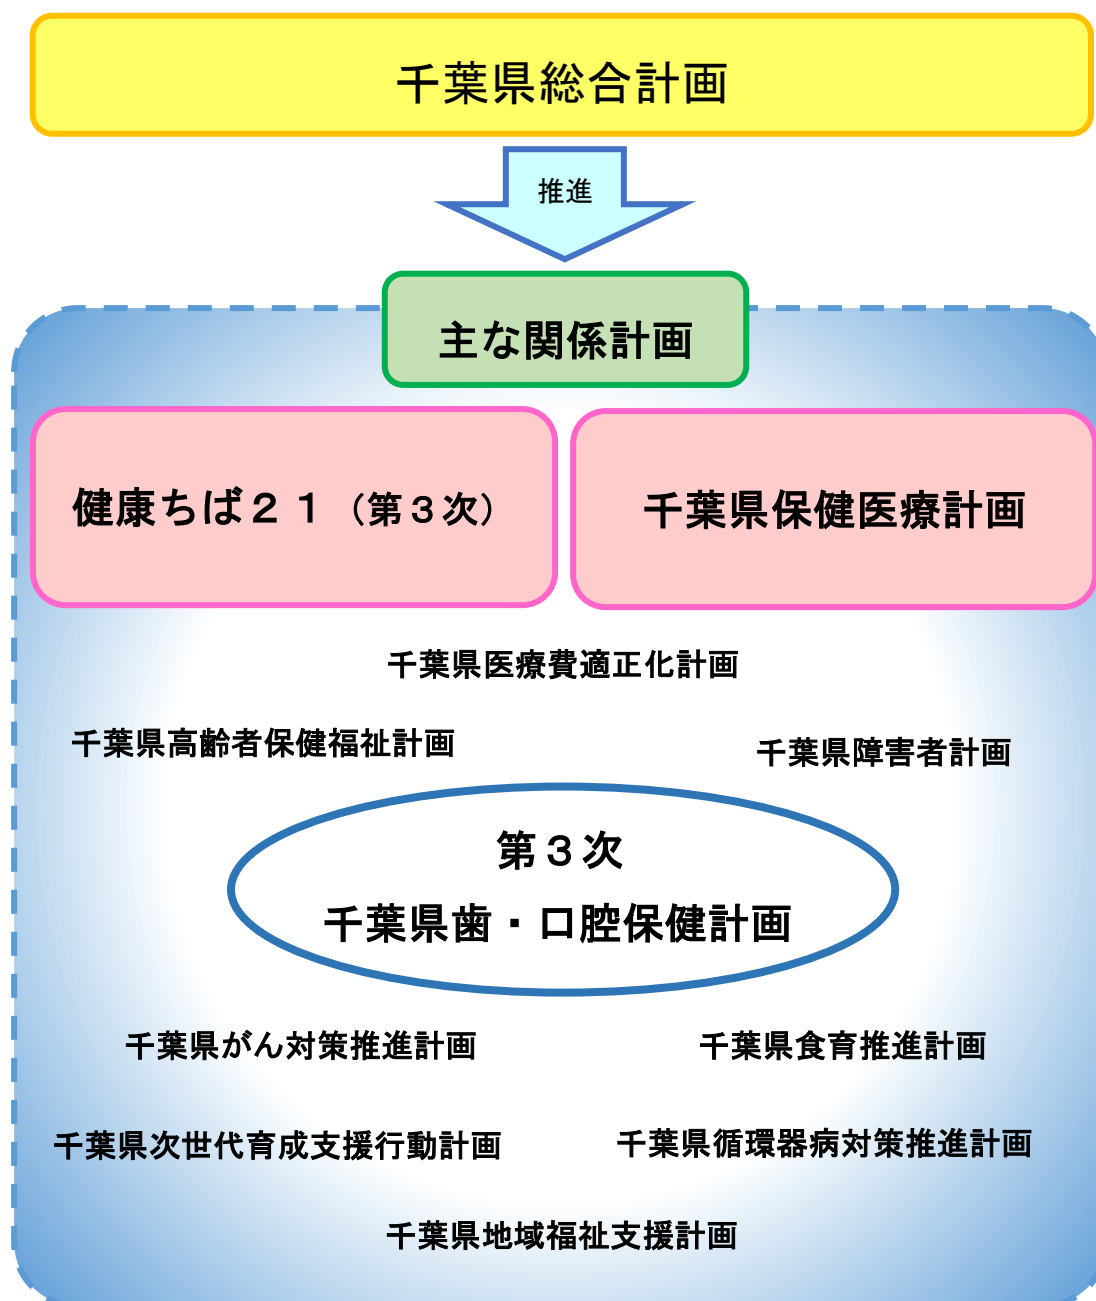 千葉県総合計画
推進
主な関係計画
健康ちば２１（第３次）
千葉県保健医療計画
千葉県医療費適正化計画
千葉県高齢者保健福祉計画
千葉県障害者計画
第３次
千葉県歯・口腔保健計画
千葉県がん対策推進計画
千葉県食育推進計画
千葉県次世代育成支援行動計画
千葉県循環器病対策推進計画
千葉県地域福祉支援計画